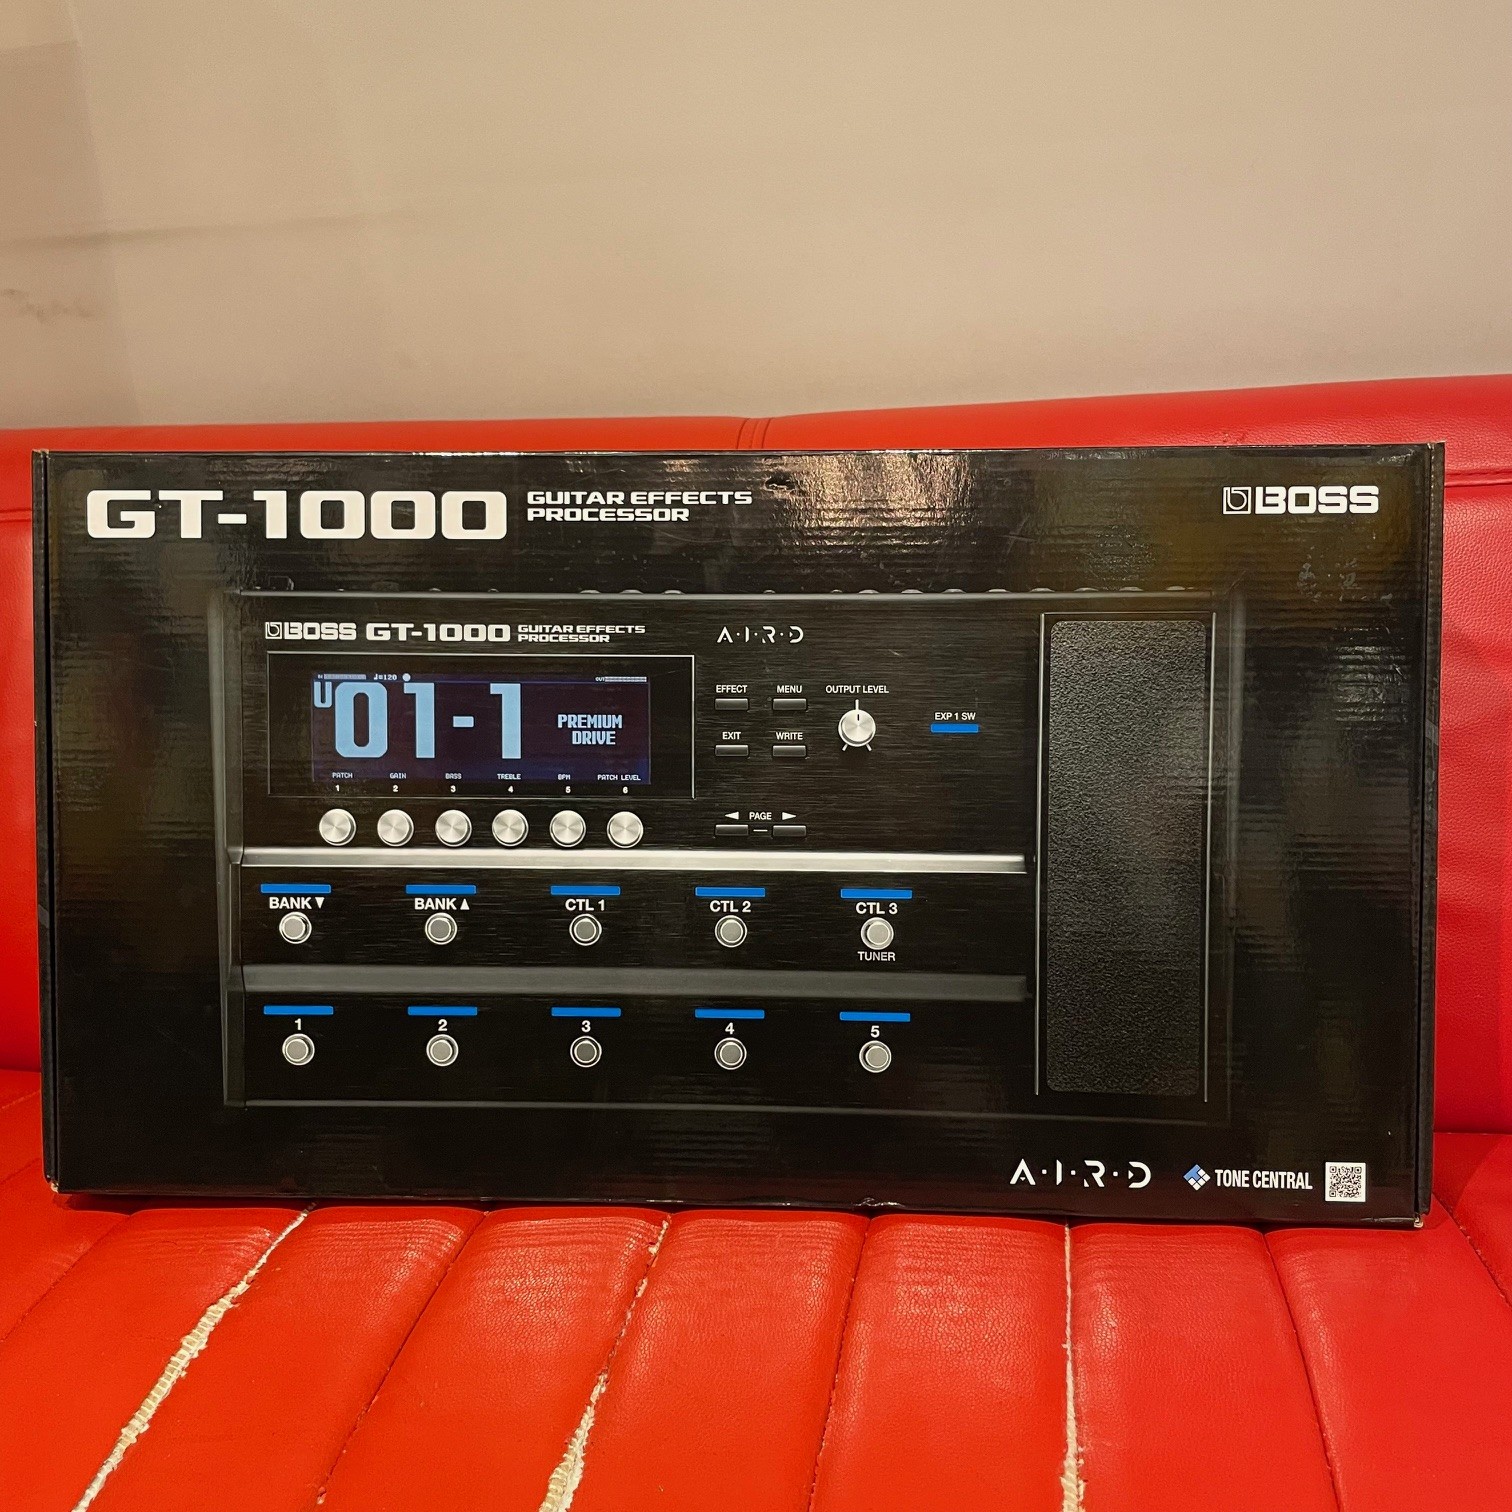 GT-1000 GUITAR EFFECTS
PROCESSOR
BOSS
BOSS GT-1000 GUITAR EFFECTS
PROCESSOR
A·I·R·D
♩=120
OUT
U01-1
PREMIUM
DRIVE
PATCH GAIN BASS TREBLE BPM PATCH LEVEL
1 2 3 4 5 6
EFFECT MENU OUTPUT LEVEL
EXIT WRITE
EXP 1 SW
◀ PAGE ▶
BANK▼ BANK▲ CTL 1 CTL 2 CTL 3
TUNER
1 2 3 4 5
A·I·R·D TONE CENTRAL